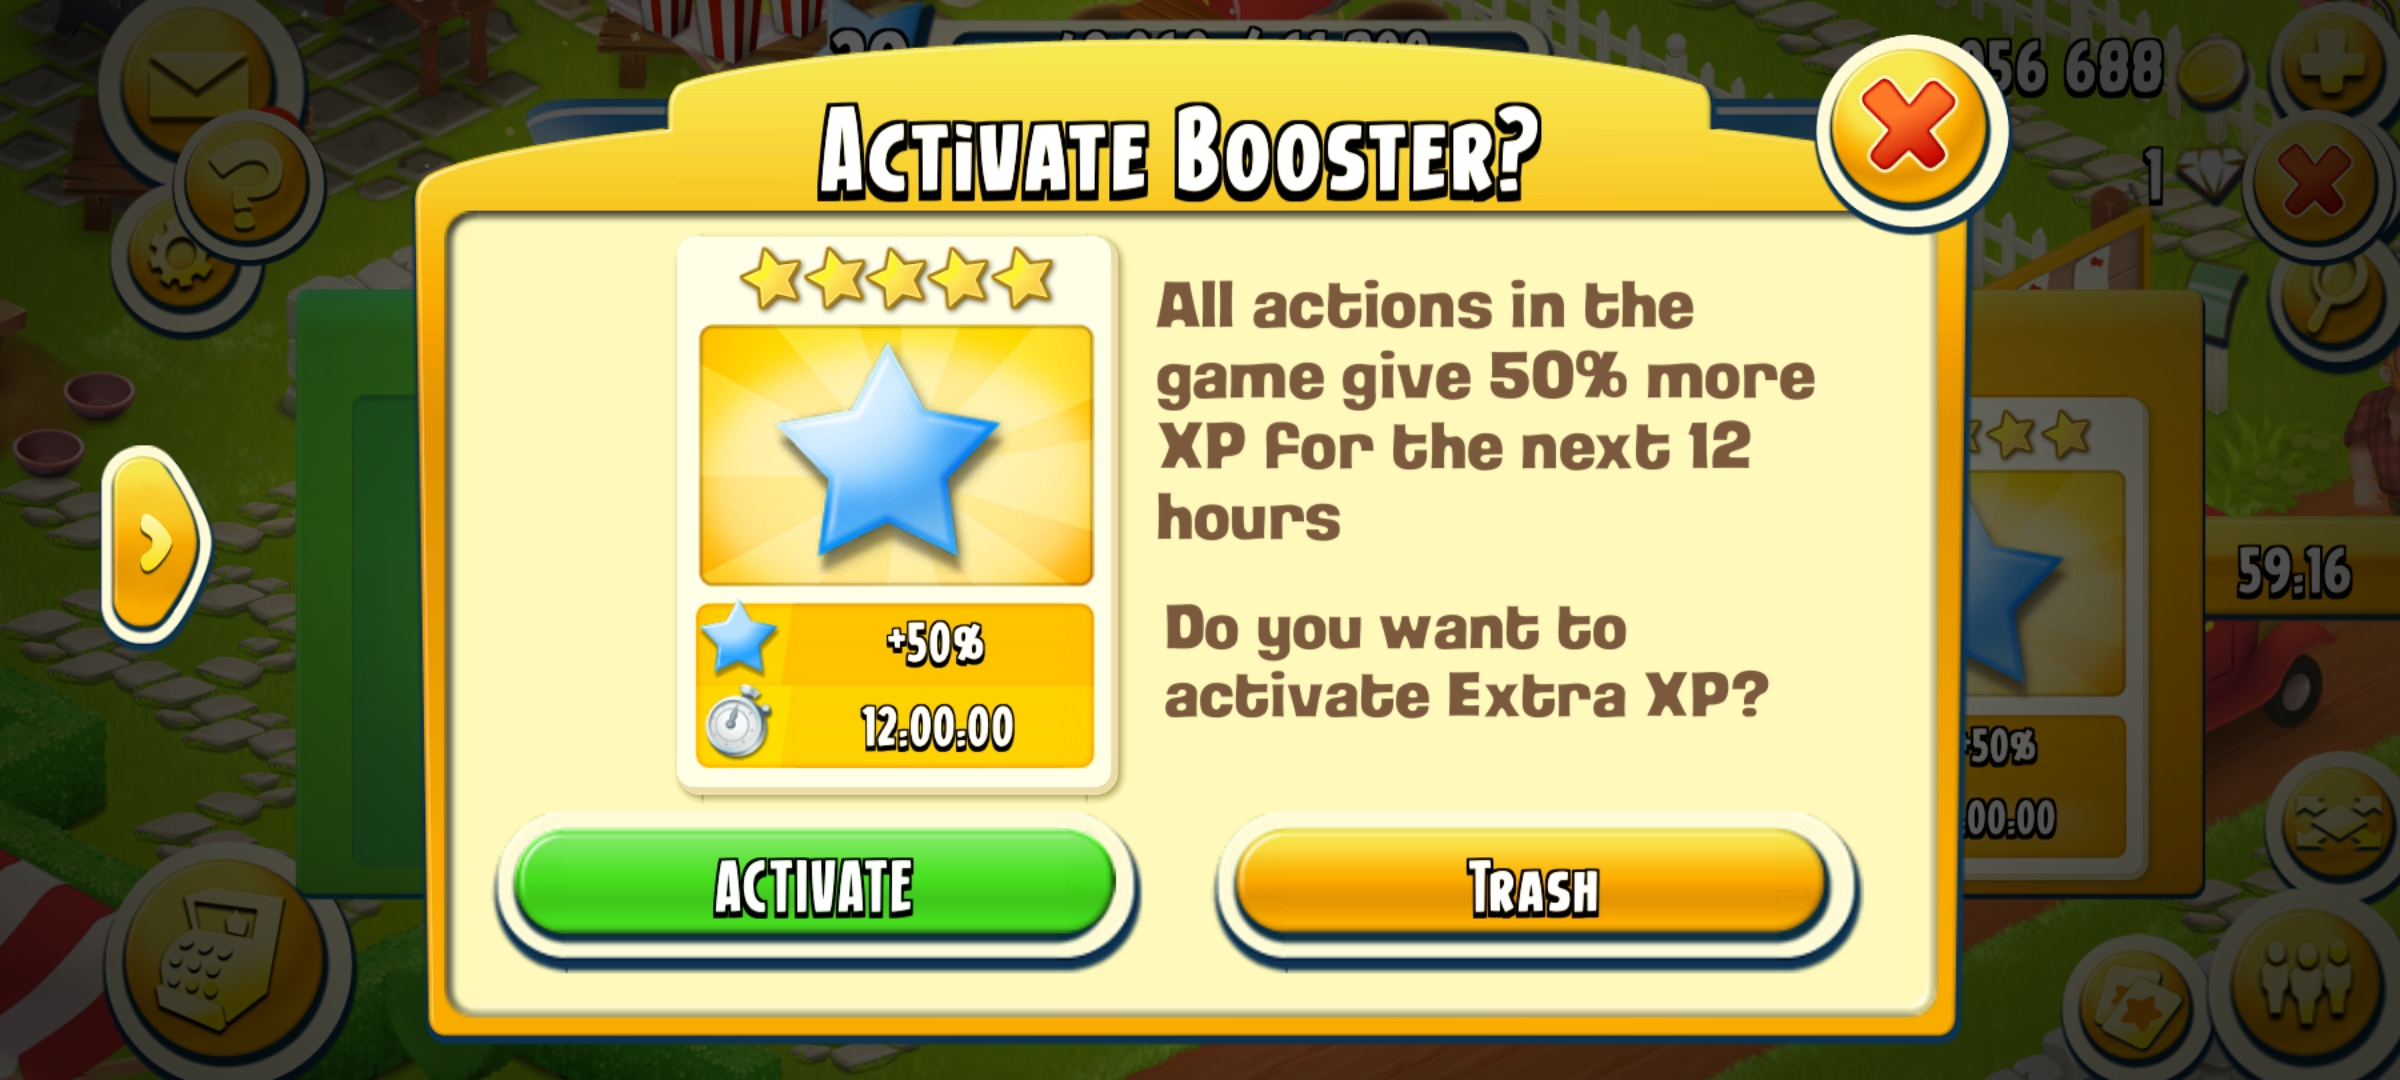 56 688
Activate Booster?
1
All actions in the
game give 50% more
XP for the next 12
hours
Do you want to
activate Extra XP?
+50%
12:00:00
59:16
50%
:00:00
ACTIVATE
Trash